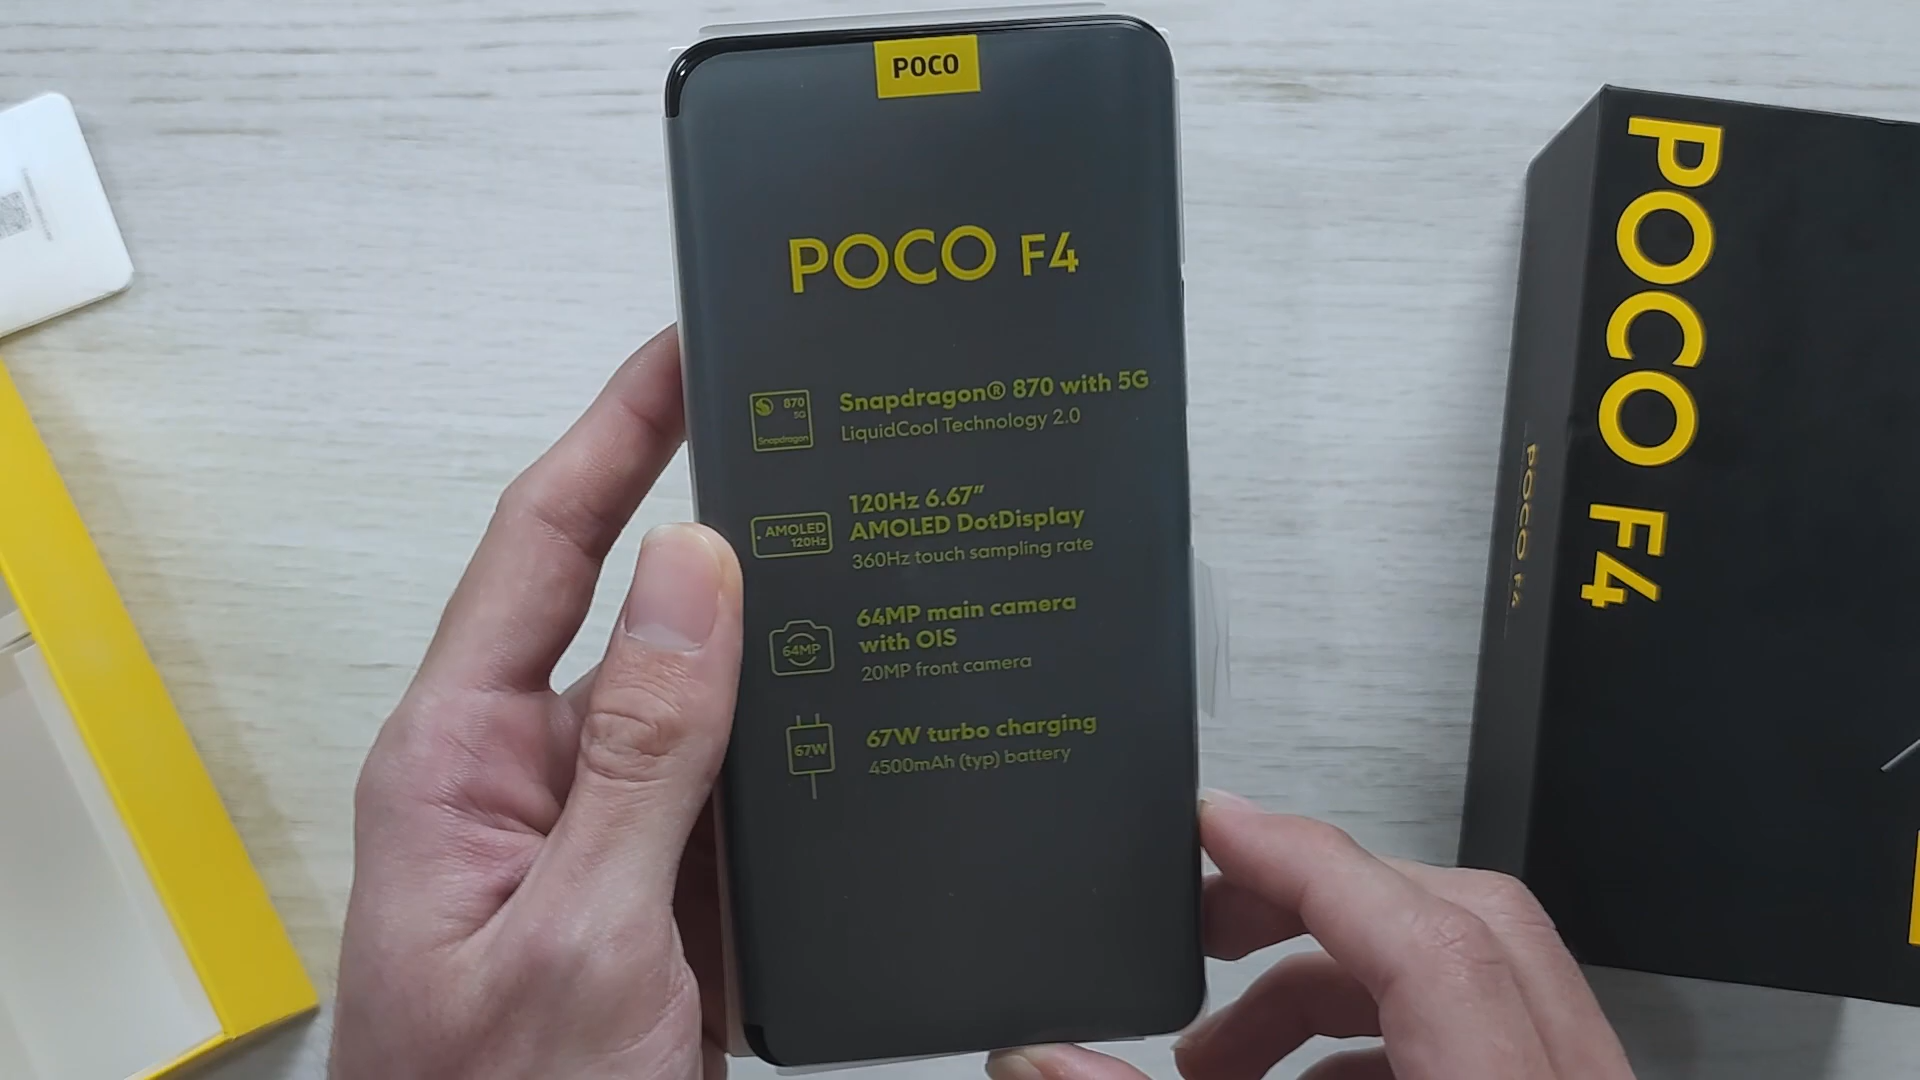 POCO
POCO F4
870
5G
Snapdragon
Snapdragon® 870 with 5G
LiquidCool Technology 2.0
AMOLED
120Hz
120Hz 6.67″
AMOLED DotDisplay
360Hz touch sampling rate
64MP
64MP main camera
with OIS
20MP front camera
67W
67W turbo charging
4500mAh (typ) battery
POCO F4
POCO F4